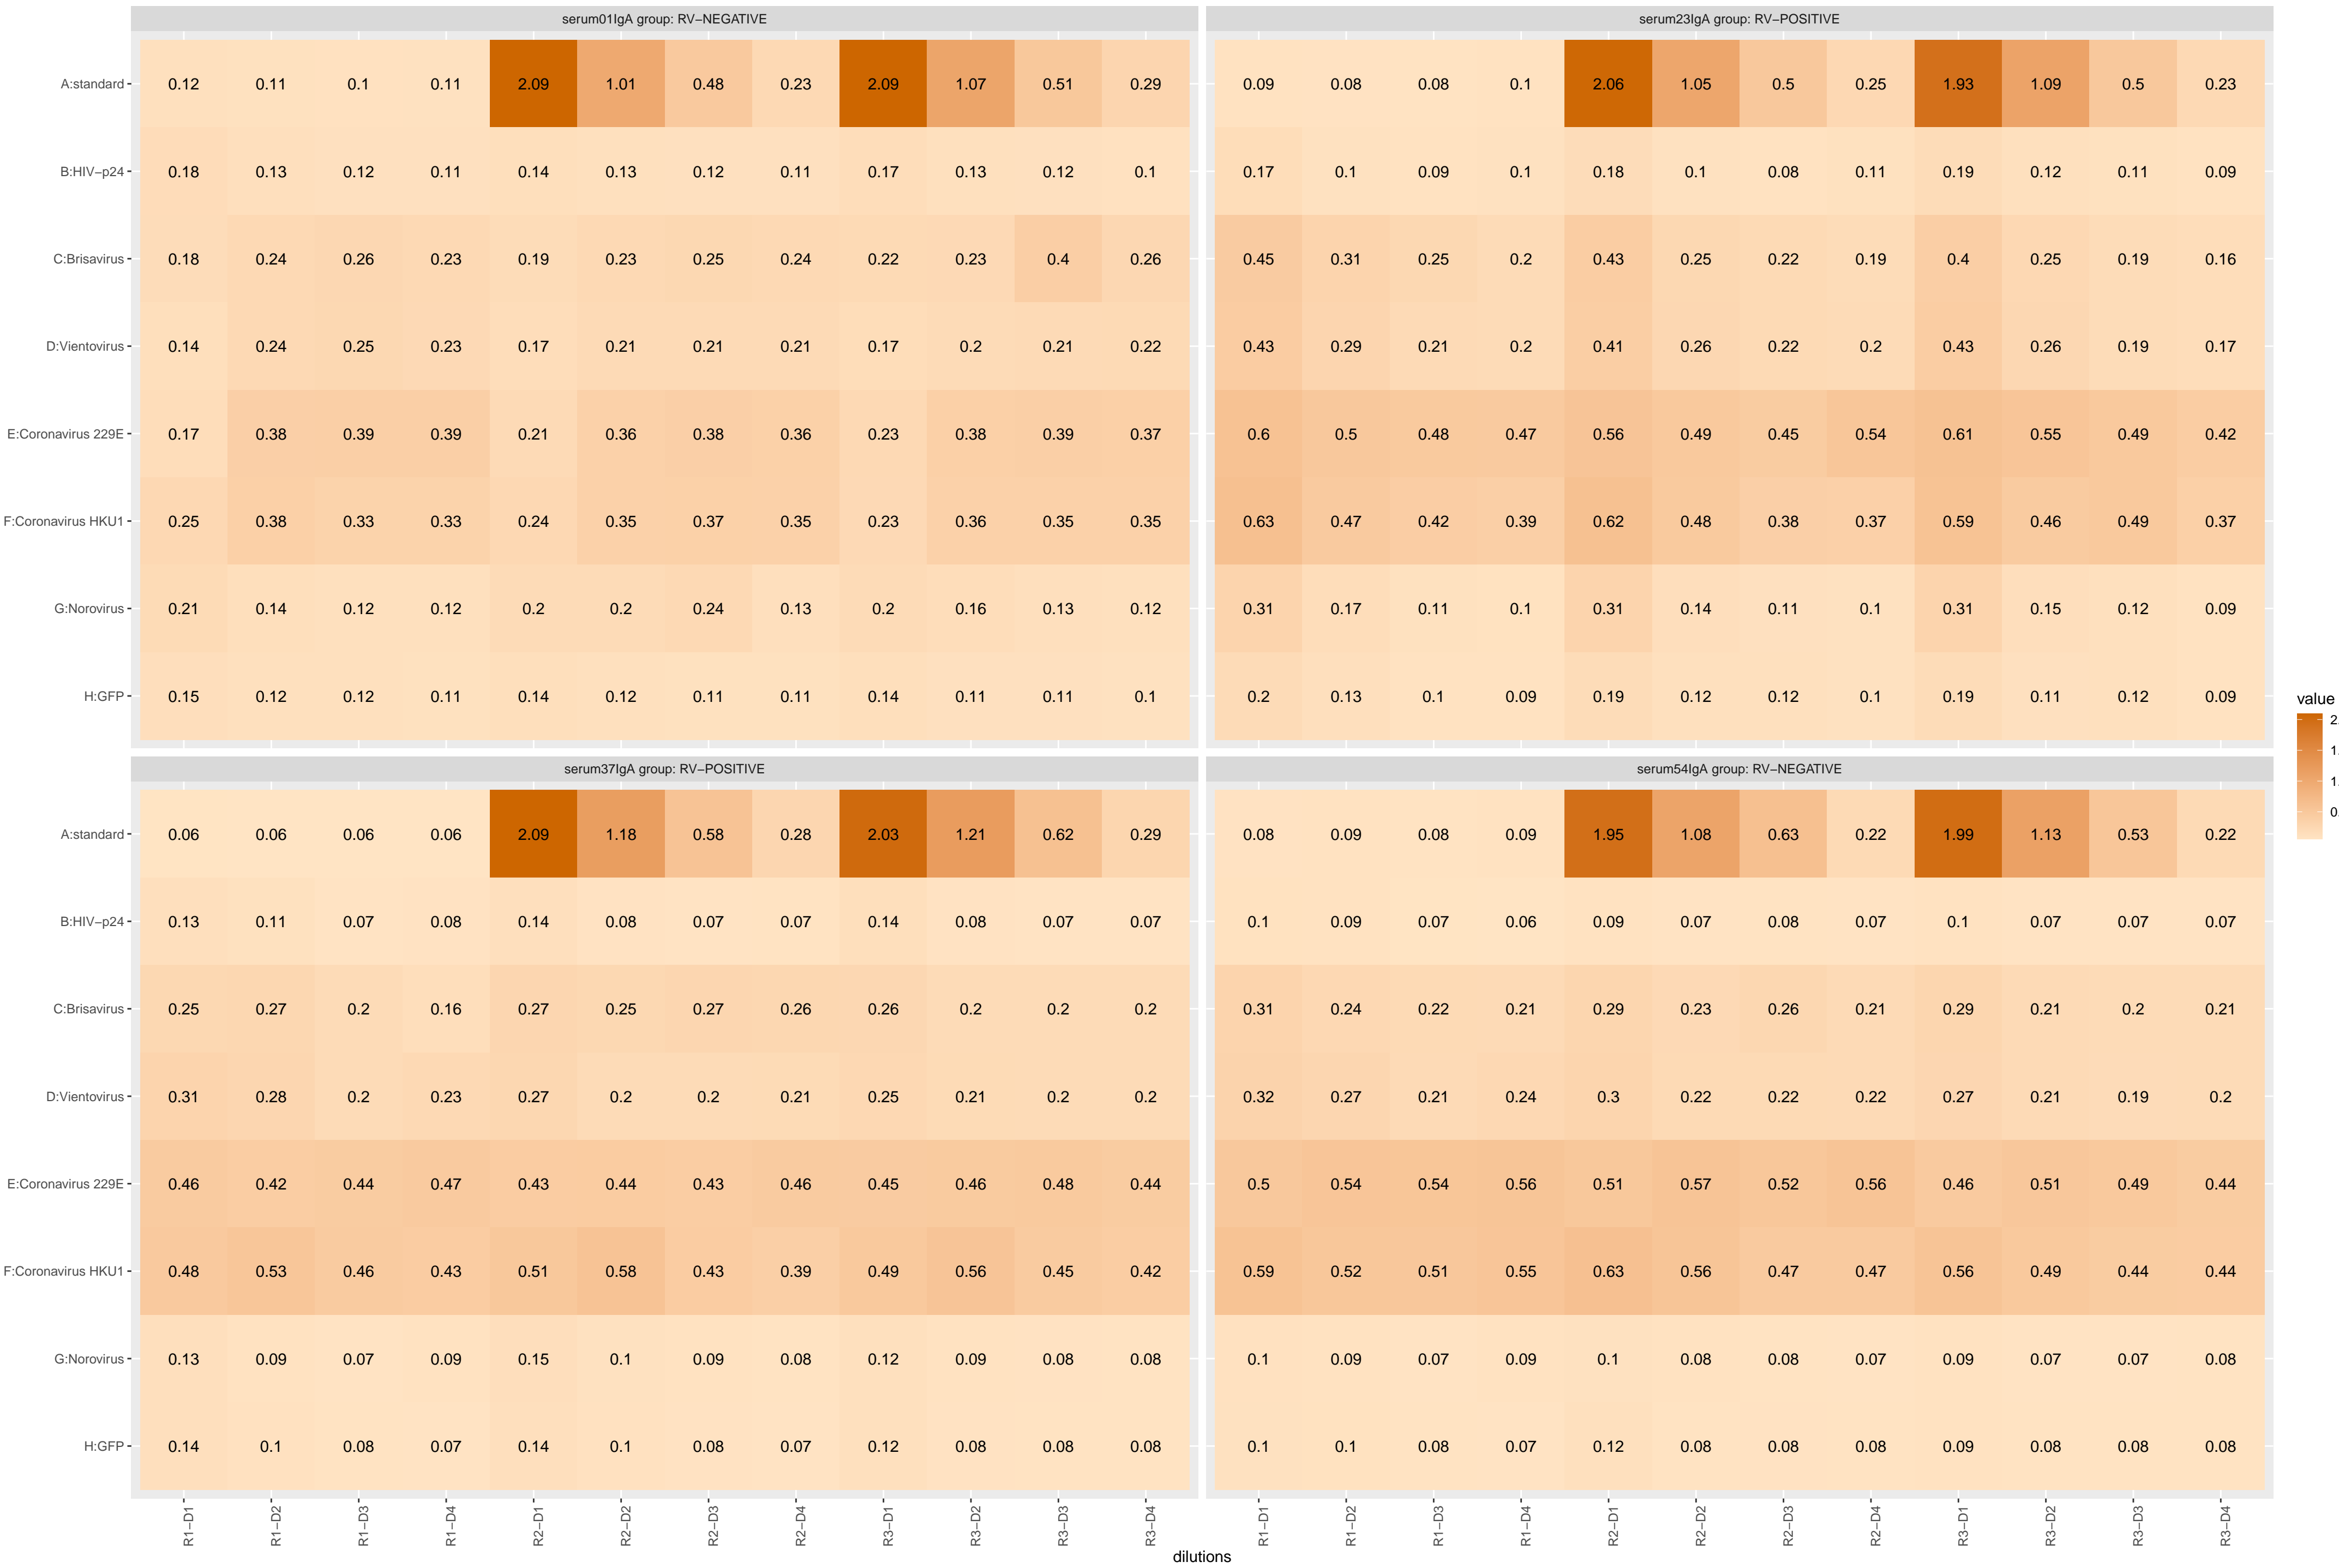 serum01IgA group: RV−NEGATIVE
serum23IgA group: RV−POSITIVE
A:standard 0.12 0.11 0.1 0.11 2.09 1.01 0.48 0.23 2.09 1.07 0.51 0.29 0.09 0.08 0.08 0.1 2.06 1.05 0.5 0.25 1.93 1.09 0.5 0.23
B:HIV−p24 0.18 0.13 0.12 0.11 0.14 0.13 0.12 0.11 0.17 0.13 0.12 0.1 0.17 0.1 0.09 0.1 0.18 0.1 0.08 0.11 0.19 0.12 0.11 0.09
C:Brisavirus 0.18 0.24 0.26 0.23 0.19 0.23 0.25 0.24 0.22 0.23 0.4 0.26 0.45 0.31 0.25 0.2 0.43 0.25 0.22 0.19 0.4 0.25 0.19 0.16
D:Vientovirus 0.14 0.24 0.25 0.23 0.17 0.21 0.21 0.21 0.17 0.2 0.21 0.22 0.43 0.29 0.21 0.2 0.41 0.26 0.22 0.2 0.43 0.26 0.19 0.17
E:Coronavirus 229E 0.17 0.38 0.39 0.39 0.21 0.36 0.38 0.36 0.23 0.38 0.39 0.37 0.6 0.5 0.48 0.47 0.56 0.49 0.45 0.54 0.61 0.55 0.49 0.42
F:Coronavirus HKU1 0.25 0.38 0.33 0.33 0.24 0.35 0.37 0.35 0.23 0.36 0.35 0.35 0.63 0.47 0.42 0.39 0.62 0.48 0.38 0.37 0.59 0.46 0.49 0.37
G:Norovirus 0.21 0.14 0.12 0.12 0.2 0.2 0.24 0.13 0.2 0.16 0.13 0.12 0.31 0.17 0.11 0.1 0.31 0.14 0.11 0.1 0.31 0.15 0.12 0.09
H:GFP 0.15 0.12 0.12 0.11 0.14 0.12 0.11 0.11 0.14 0.11 0.11 0.1 0.2 0.13 0.1 0.09 0.19 0.12 0.12 0.1 0.19 0.11 0.12 0.09
serum37IgA group: RV−POSITIVE
serum54IgA group: RV−NEGATIVE
A:standard 0.06 0.06 0.06 0.06 2.09 1.18 0.58 0.28 2.03 1.21 0.62 0.29 0.08 0.09 0.08 0.09 1.95 1.08 0.63 0.22 1.99 1.13 0.53 0.22
B:HIV−p24 0.13 0.11 0.07 0.08 0.14 0.08 0.07 0.07 0.14 0.08 0.07 0.07 0.1 0.09 0.07 0.06 0.09 0.07 0.08 0.07 0.1 0.07 0.07 0.07
C:Brisavirus 0.25 0.27 0.2 0.16 0.27 0.25 0.27 0.26 0.26 0.2 0.2 0.2 0.31 0.24 0.22 0.21 0.29 0.23 0.26 0.21 0.29 0.21 0.2 0.21
D:Vientovirus 0.31 0.28 0.2 0.23 0.27 0.2 0.2 0.21 0.25 0.21 0.2 0.2 0.32 0.27 0.21 0.24 0.3 0.22 0.22 0.22 0.27 0.21 0.19 0.2
E:Coronavirus 229E 0.46 0.42 0.44 0.47 0.43 0.44 0.43 0.46 0.45 0.46 0.48 0.44 0.5 0.54 0.54 0.56 0.51 0.57 0.52 0.56 0.46 0.51 0.49 0.44
F:Coronavirus HKU1 0.48 0.53 0.46 0.43 0.51 0.58 0.43 0.39 0.49 0.56 0.45 0.42 0.59 0.52 0.51 0.55 0.63 0.56 0.47 0.47 0.56 0.49 0.44 0.44
G:Norovirus 0.13 0.09 0.07 0.09 0.15 0.1 0.09 0.08 0.12 0.09 0.08 0.08 0.1 0.09 0.07 0.09 0.1 0.08 0.08 0.07 0.09 0.07 0.07 0.08
H:GFP 0.14 0.1 0.08 0.07 0.14 0.1 0.08 0.07 0.12 0.08 0.08 0.08 0.1 0.1 0.08 0.07 0.12 0.08 0.08 0.08 0.09 0.08 0.08 0.08
R1−D1 R1−D2 R1−D3 R1−D4 R2−D1 R2−D2 R2−D3 R2−D4 R3−D1 R3−D2 R3−D3 R3−D4 R1−D1 R1−D2 R1−D3 R1−D4 R2−D1 R2−D2 R2−D3 R2−D4 R3−D1 R3−D2 R3−D3 R3−D4
dilutions
value